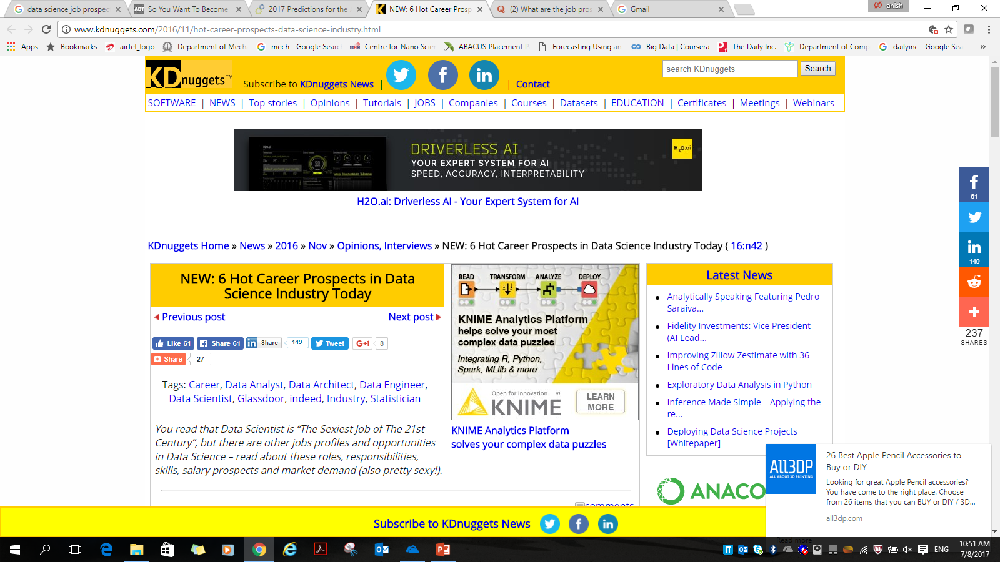 data science job prospec
So You Want To Become
2017 Predictions for the
NEW: 6 Hot Career Prosp
(2) What are the job pros
Gmail
anish
www.kdnuggets.com/2016/11/hot-career-prospects-data-science-industry.html
Apps
Bookmarks
airtel_logo
Department of Mech
mech - Google Search
Centre for Nano Scie
ABACUS Placement P
Forecasting Using an
Big Data | Coursera
The Daily Inc.
Department of Comp
dailyinc - Google Sea
»
KDnuggets™
Subscribe to KDnuggets News |
| Contact
search KDnuggets
Search
SOFTWARE | NEWS | Top stories | Opinions | Tutorials | JOBS | Companies | Courses | Datasets | EDUCATION | Certificates | Meetings | Webinars
DRIVERLESS AI
YOUR EXPERT SYSTEM FOR AI
SPEED, ACCURACY, INTERPRETABILITY
H2O.ai
H2O.ai: Driverless AI - Your Expert System for AI
KDnuggets Home » News » 2016 » Nov » Opinions, Interviews » NEW: 6 Hot Career Prospects in Data Science Industry Today ( 16:n42 )
NEW: 6 Hot Career Prospects in Data
Science Industry Today
Previous post
Next post
Like 61
Share 61
Share
149
Tweet
G+1
8
Share
27
Tags: Career, Data Analyst, Data Architect, Data Engineer,
Data Scientist, Glassdoor, indeed, Industry, Statistician
You read that Data Scientist is “The Sexiest Job of The 21st
Century”, but there are other jobs profiles and opportunities
in Data Science – read about these roles, responsibilities,
skills, salary prospects and market demand (also pretty sexy!).
comments
READ TRANSFORM ANALYZE DEPLOY
KNIME Analytics Platform
helps solve your most
complex data puzzles
Integrating R, Python,
Spark, MLlib & more
Open for Innovation ®
KNIME
LEARN
MORE
KNIME Analytics Platform
solves your complex data puzzles
Latest News
Analytically Speaking Featuring Pedro
Saraiva...
Fidelity Investments: Vice President
(AI Lead...
Improving Zillow Zestimate with 36
Lines of Code
Exploratory Data Analysis in Python
Inference Made Simple – Applying the
re...
Deploying Data Science Projects
[Whitepaper]
ANACO
61
149
237
SHARES
ALL3DP
ALL ABOUT 3D PRINTING
26 Best Apple Pencil Accessories to
Buy or DIY
Looking for great Apple Pencil accessories?
You have come to the right place. Choose
from 26 items that you can BUY or DIY / 3D...
all3dp.com
Read more
Subscribe to KDnuggets News
ENG
10:51 AM
7/8/2017